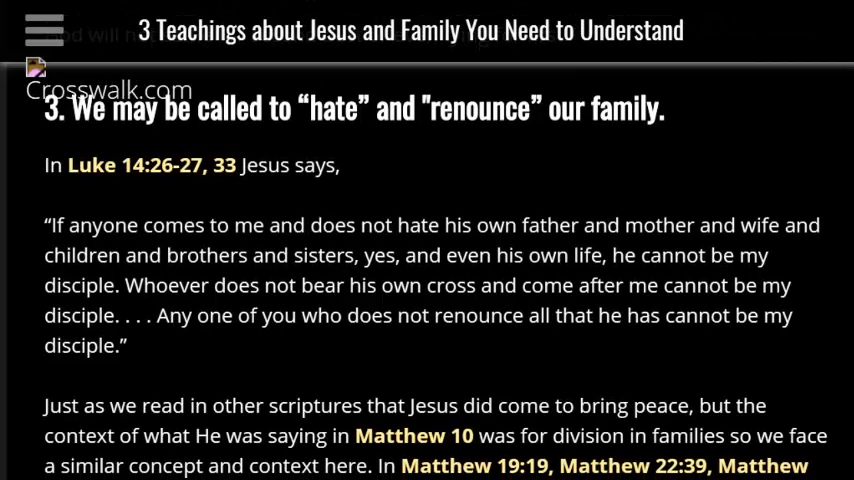 3 Teachings about Jesus and Family You Need to Understand
Crosswalk.com
3. We may be called to “hate” and "renounce” our family.
In Luke 14:26-27, 33 Jesus says,
“If anyone comes to me and does not hate his own father and mother and wife and
children and brothers and sisters, yes, and even his own life, he cannot be my
disciple. Whoever does not bear his own cross and come after me cannot be my
disciple. . . . Any one of you who does not renounce all that he has cannot be my
disciple.”
Just as we read in other scriptures that Jesus did come to bring peace, but the
context of what He was saying in Matthew 10 was for division in families so we face
a similar concept and context here. In Matthew 19:19, Matthew 22:39, Matthew